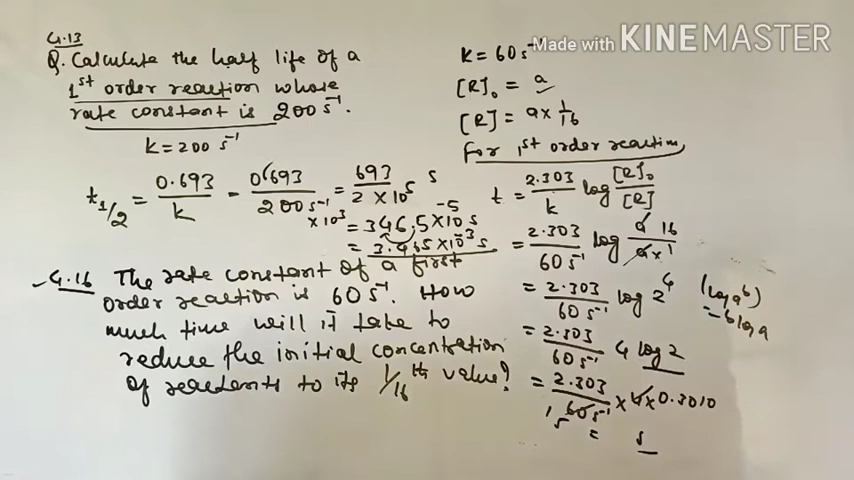 4.13
Q. Calculate the half life of a
1st order reaction whose
rate constant is 200 s⁻¹.
k = 200 s⁻¹
t1/2 = 0.693/k = 0.693/200 s⁻¹ × 10³ = 693/2 × 10⁵ s
= 346.5 × 10⁻⁵ s
= 3.465 × 10⁻³ s
4.16 The rate constant of a first
order reaction is 60 s⁻¹. How
much time will it take to
reduce the initial concentration
of reactants to its 1/16th value?
Made with KINEMASTER
k = 60 s⁻¹
[R]₀ = a
[R] = a × 1/16
For 1st order reaction,
t = 2.303/k log [R]₀/[R]
= 2.303/60 s⁻¹ log a 16/a × 1
= 2.303/60 s⁻¹ log 2⁴ (log aᵇ)
= b log a
= 2.303/60 s⁻¹ 4 log 2
= 2.303/60 s⁻¹ × 4 × 0.3010
15
= s